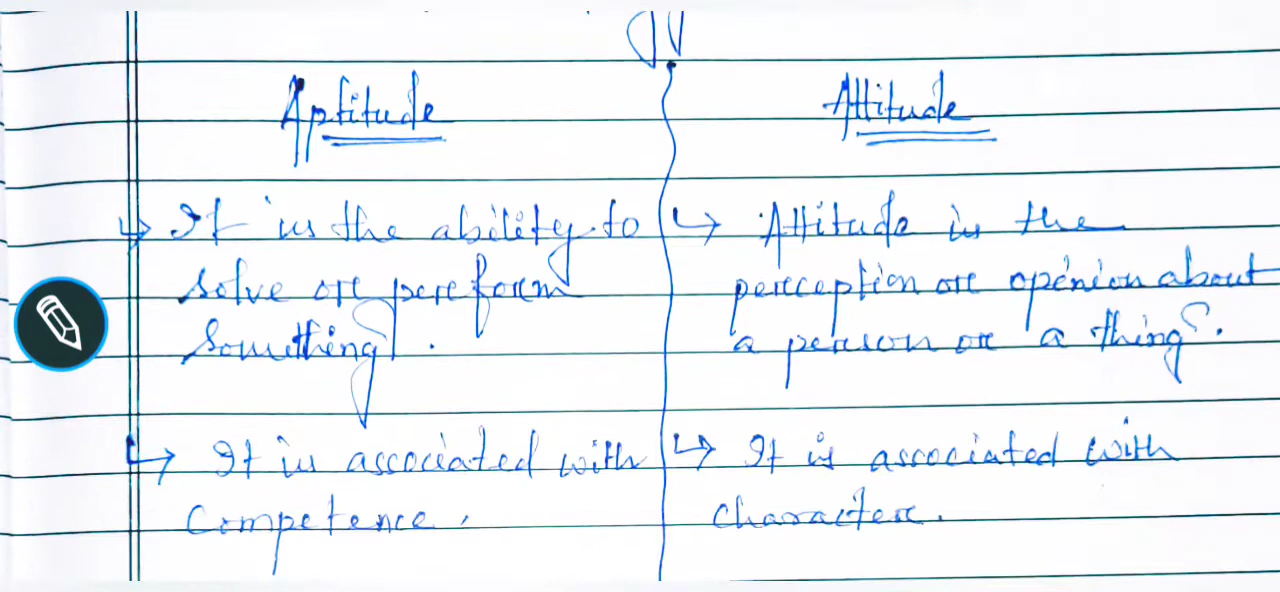 Aptitude
Attitude
↳ It is the ability to
solve or perform
Something.
↳ Attitude is the
perception or opinion about
a person or a thing.
↳ It is associated with
Competence.
↳ It is associated with
character.